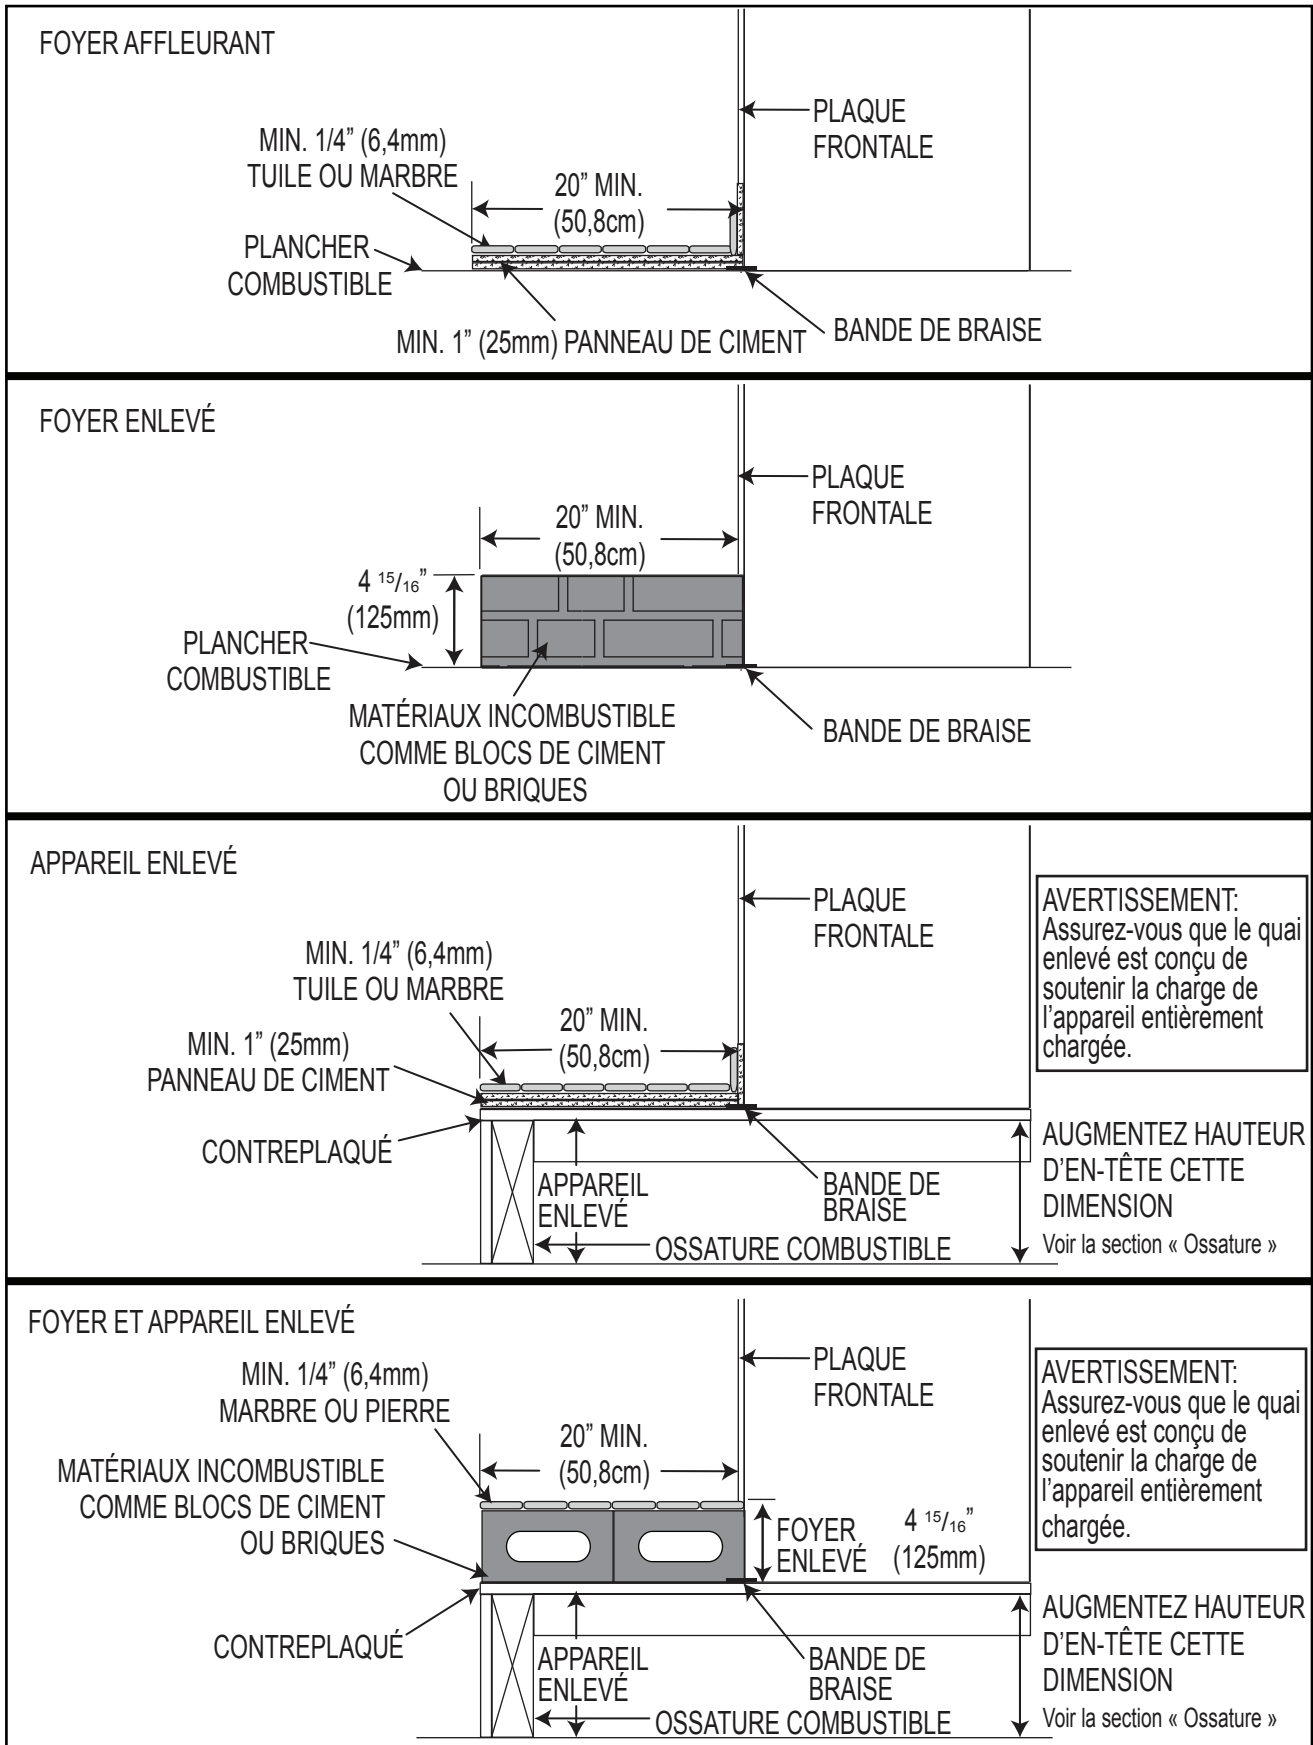 FOYER AFFLEURANT
PLAQUE
FRONTALE
MIN. 1/4” (6,4mm)
TUILE OU MARBRE
20” MIN.
(50,8cm)
PLANCHER
COMBUSTIBLE
MIN. 1” (25mm) PANNEAU DE CIMENT
BANDE DE BRAISE
FOYER ENLEVÉ
PLAQUE
FRONTALE
20” MIN.
(50,8cm)
4 15/16”
(125mm)
PLANCHER
COMBUSTIBLE
MATÉRIAUX INCOMBUSTIBLE
COMME BLOCS DE CIMENT
OU BRIQUES
BANDE DE BRAISE
APPAREIL ENLEVÉ
PLAQUE
FRONTALE
AVERTISSEMENT:
Assurez-vous que le quai
enlevé est conçu de
soutenir la charge de
l’appareil entièrement
chargée.
MIN. 1/4” (6,4mm)
TUILE OU MARBRE
20” MIN.
(50,8cm)
MIN. 1” (25mm)
PANNEAU DE CIMENT
CONTREPLAQUÉ
APPAREIL
ENLEVÉ
BANDE DE
BRAISE
OSSATURE COMBUSTIBLE
AUGMENTEZ HAUTEUR
D’EN-TÊTE CETTE
DIMENSION
Voir la section « Ossature »
FOYER ET APPAREIL ENLEVÉ
PLAQUE
FRONTALE
AVERTISSEMENT:
Assurez-vous que le quai
enlevé est conçu de
soutenir la charge de
l’appareil entièrement
chargée.
MIN. 1/4” (6,4mm)
MARBRE OU PIERRE
20” MIN.
(50,8cm)
MATÉRIAUX INCOMBUSTIBLE
COMME BLOCS DE CIMENT
OU BRIQUES
FOYER
ENLEVÉ
4 15/16”
(125mm)
CONTREPLAQUÉ
APPAREIL
ENLEVÉ
BANDE DE
BRAISE
OSSATURE COMBUSTIBLE
AUGMENTEZ HAUTEUR
D’EN-TÊTE CETTE
DIMENSION
Voir la section « Ossature »